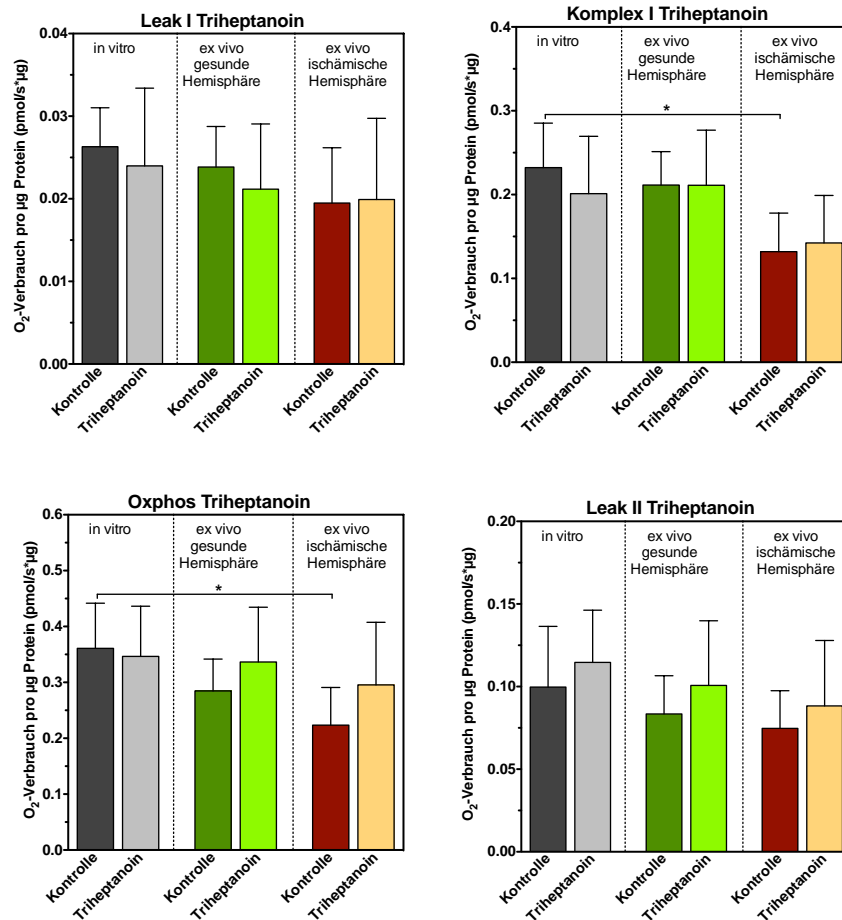 Leak I Triheptanoin
O₂-Verbrauch pro µg Protein (pmol/s*µg)
0.04
0.03
0.02
0.01
0.00
in vitro
ex vivo
gesunde
Hemisphäre
ex vivo
ischämische
Hemisphäre
Kontrolle
Triheptanoin
Kontrolle
Triheptanoin
Kontrolle
Triheptanoin
Komplex I Triheptanoin
O₂-Verbrauch pro µg Protein (pmol/s*µg)
0.4
0.3
0.2
0.1
0.0
in vitro
ex vivo
gesunde
Hemisphäre
ex vivo
ischämische
Hemisphäre
*
Kontrolle
Triheptanoin
Kontrolle
Triheptanoin
Kontrolle
Triheptanoin
Oxphos Triheptanoin
O₂-Verbrauch pro µg Protein (pmol/s*µg)
0.6
0.5
0.4
0.3
0.2
0.1
0.0
in vitro
ex vivo
gesunde
Hemisphäre
ex vivo
ischämische
Hemisphäre
*
Kontrolle
Triheptanoin
Kontrolle
Triheptanoin
Kontrolle
Triheptanoin
Leak II Triheptanoin
O₂-Verbrauch pro µg Protein (pmol/s*µg)
0.20
0.15
0.10
0.05
0.00
in vitro
ex vivo
gesunde
Hemisphäre
ex vivo
ischämische
Hemisphäre
Kontrolle
Triheptanoin
Kontrolle
Triheptanoin
Kontrolle
Triheptanoin